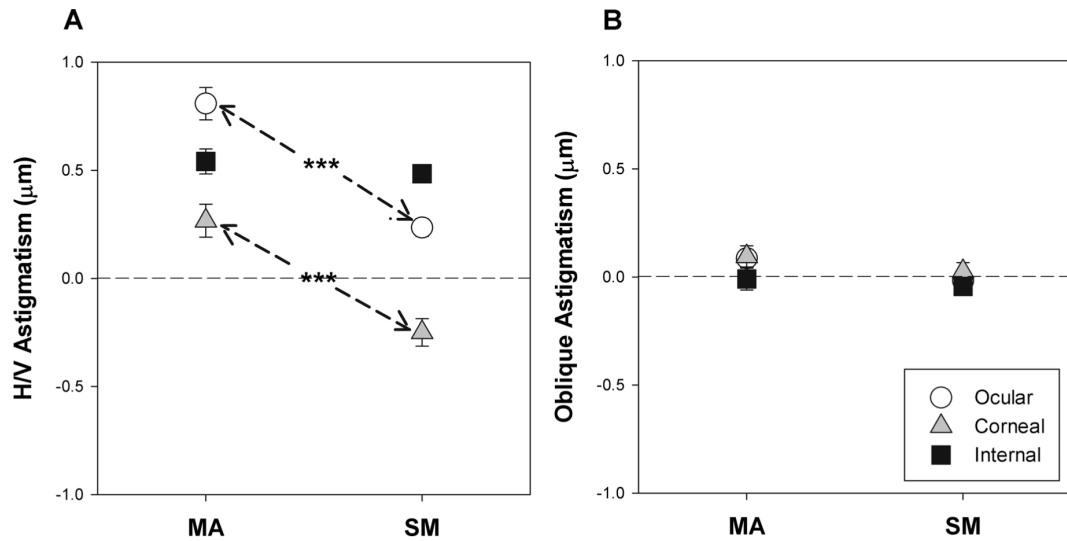 A
B
H/V Astigmatism (μm)
1.0
0.5
0.0
-0.5
-1.0
***
***
MA
SM
Oblique Astigmatism (μm)
1.0
0.5
0.0
-0.5
-1.0
MA
SM
Ocular
Corneal
Internal